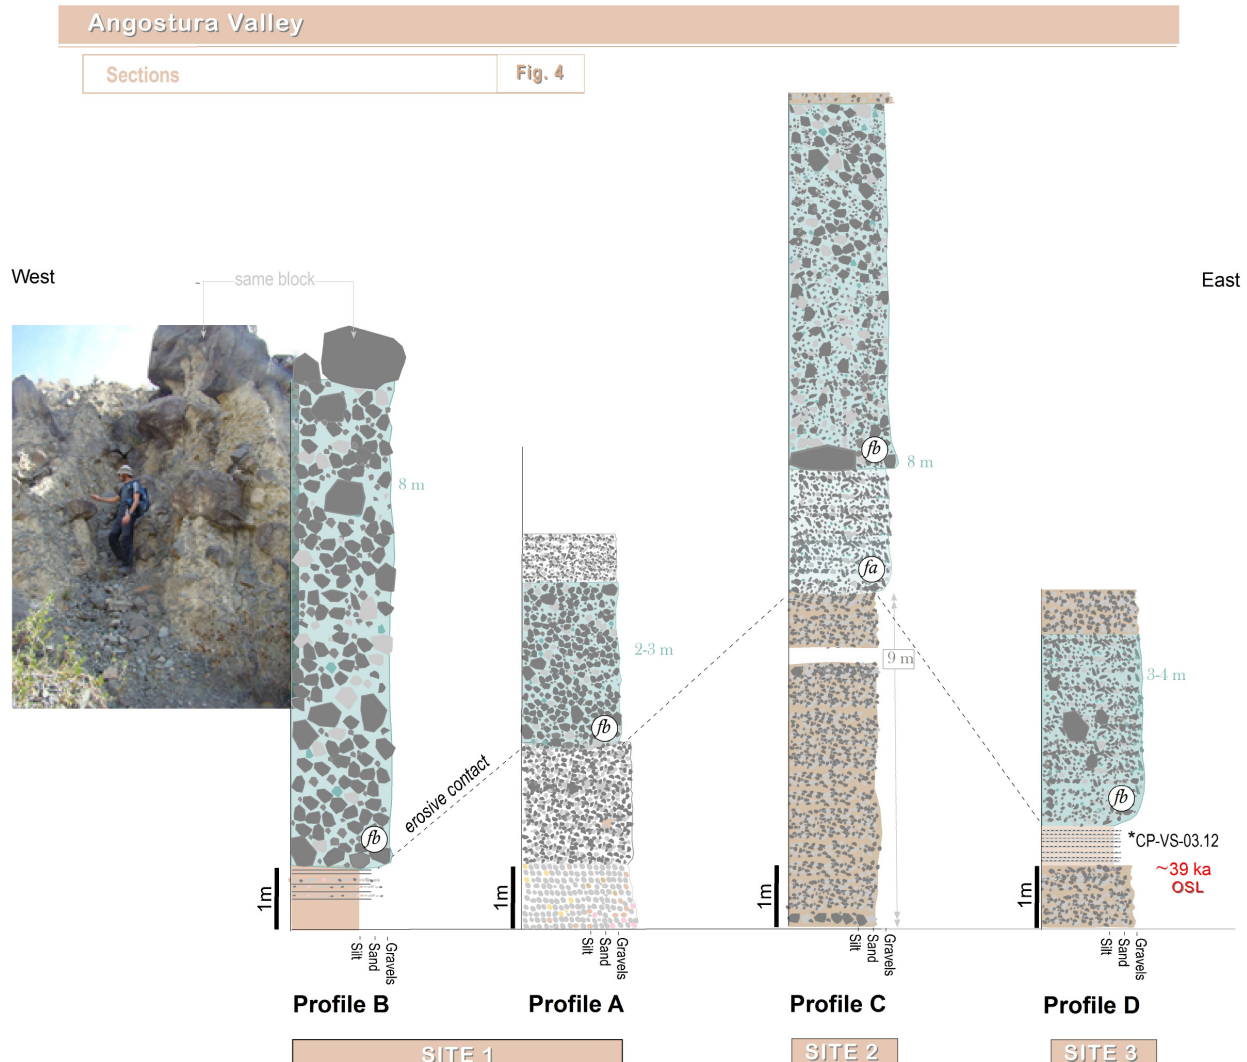 Angostura Valley
Sections
Fig. 4
West
same block
East
8 m
fb
8 m
fa
2-3 m
9 m
3-4 m
fb
fb
erosive contact
fb
*CP-VS-03.12
~39 ka
OSL
1m
1m
1m
1m
Silt
Sand
Gravels
Silt
Sand
Gravels
Silt
Sand
Gravels
Silt
Sand
Gravels
Profile B
Profile A
Profile C
Profile D
SITE 1
SITE 2
SITE 3